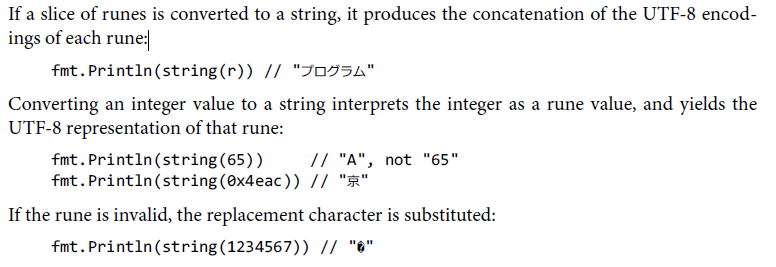 If a slice of runes is converted to a string, it produces the concatenation of the UTF-8 encod-
ings of each rune:
fmt.Println(string(r)) // "プログラム"
Converting an integer value to a string interprets the integer as a rune value, and yields the
UTF-8 representation of that rune:
fmt.Println(string(65)) // "A", not "65"
fmt.Println(string(0x4eac)) // "京"
If the rune is invalid, the replacement character is substituted:
fmt.Println(string(1234567)) // "�"